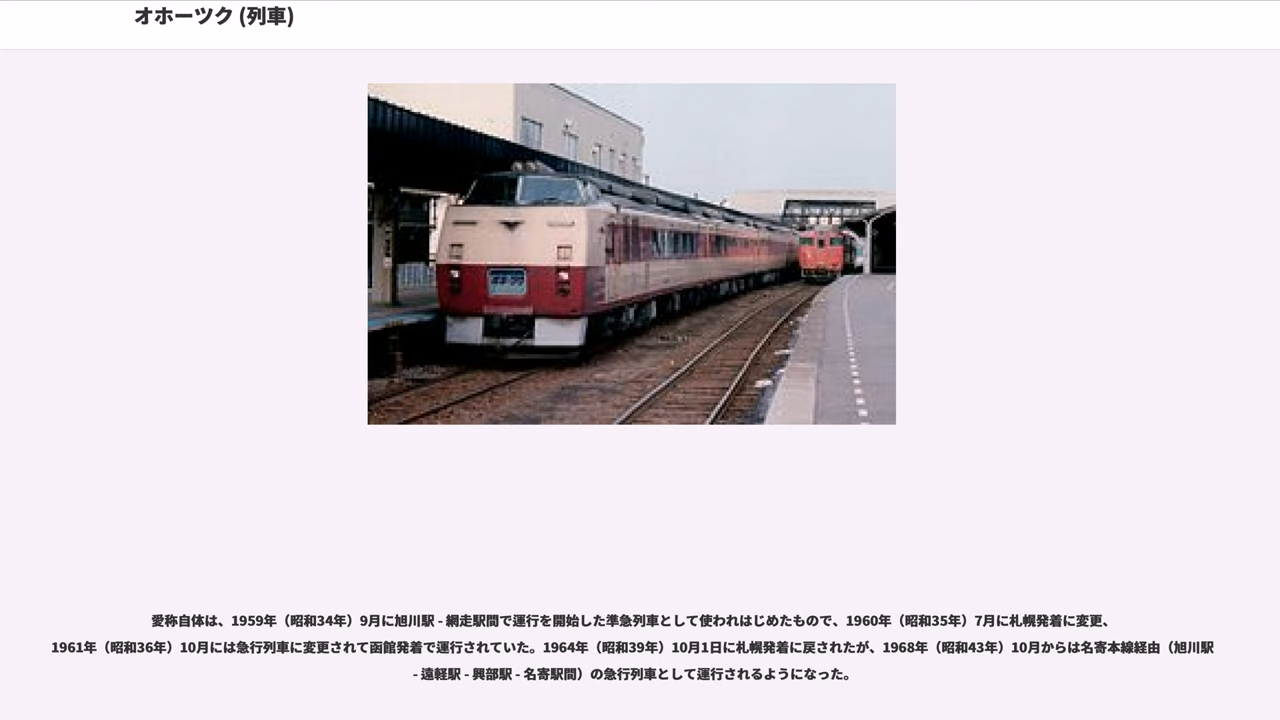 オホーツク (列車)
愛称自体は、1959年（昭和34年）9月に旭川駅 - 網走駅間で運行を開始した準急列車として使われはじめたもので、1960年（昭和35年）7月に札幌発着に変更、
1961年（昭和36年）10月には急行列車に変更されて函館発着で運行されていた。1964年（昭和39年）10月1日に札幌発着に戻されたが、1968年（昭和43年）10月からは名寄本線経由（旭川駅
- 遠軽駅 - 興部駅 - 名寄駅間）の急行列車として運行されるようになった。